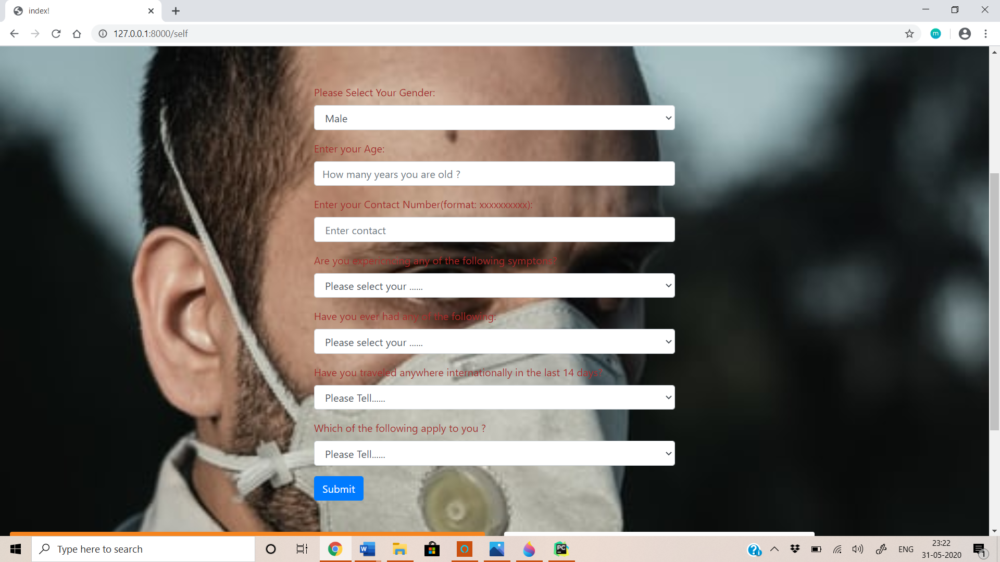 index!
127.0.0.1:8000/self
m
Please Select Your Gender:
Male
Enter your Age:
How many years you are old ?
Enter your Contact Number(format: xxxxxxxxxx):
Enter contact
Are you experiencing any of the following symptons?
Please select your ......
Have you ever had any of the following:
Please select your ......
Have you traveled anywhere internationally in the last 14 days?
Please Tell......
Which of the following apply to you ?
Please Tell......
Submit
Type here to search
W
PC
ENG
23:22
31-05-2020
1